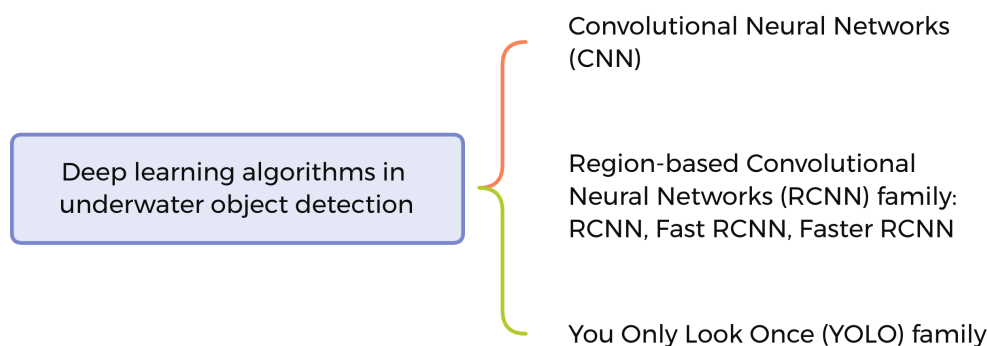 Deep learning algorithms in
underwater object detection
Convolutional Neural Networks
(CNN)
Region-based Convolutional
Neural Networks (RCNN) family:
RCNN, Fast RCNN, Faster RCNN
You Only Look Once (YOLO) family